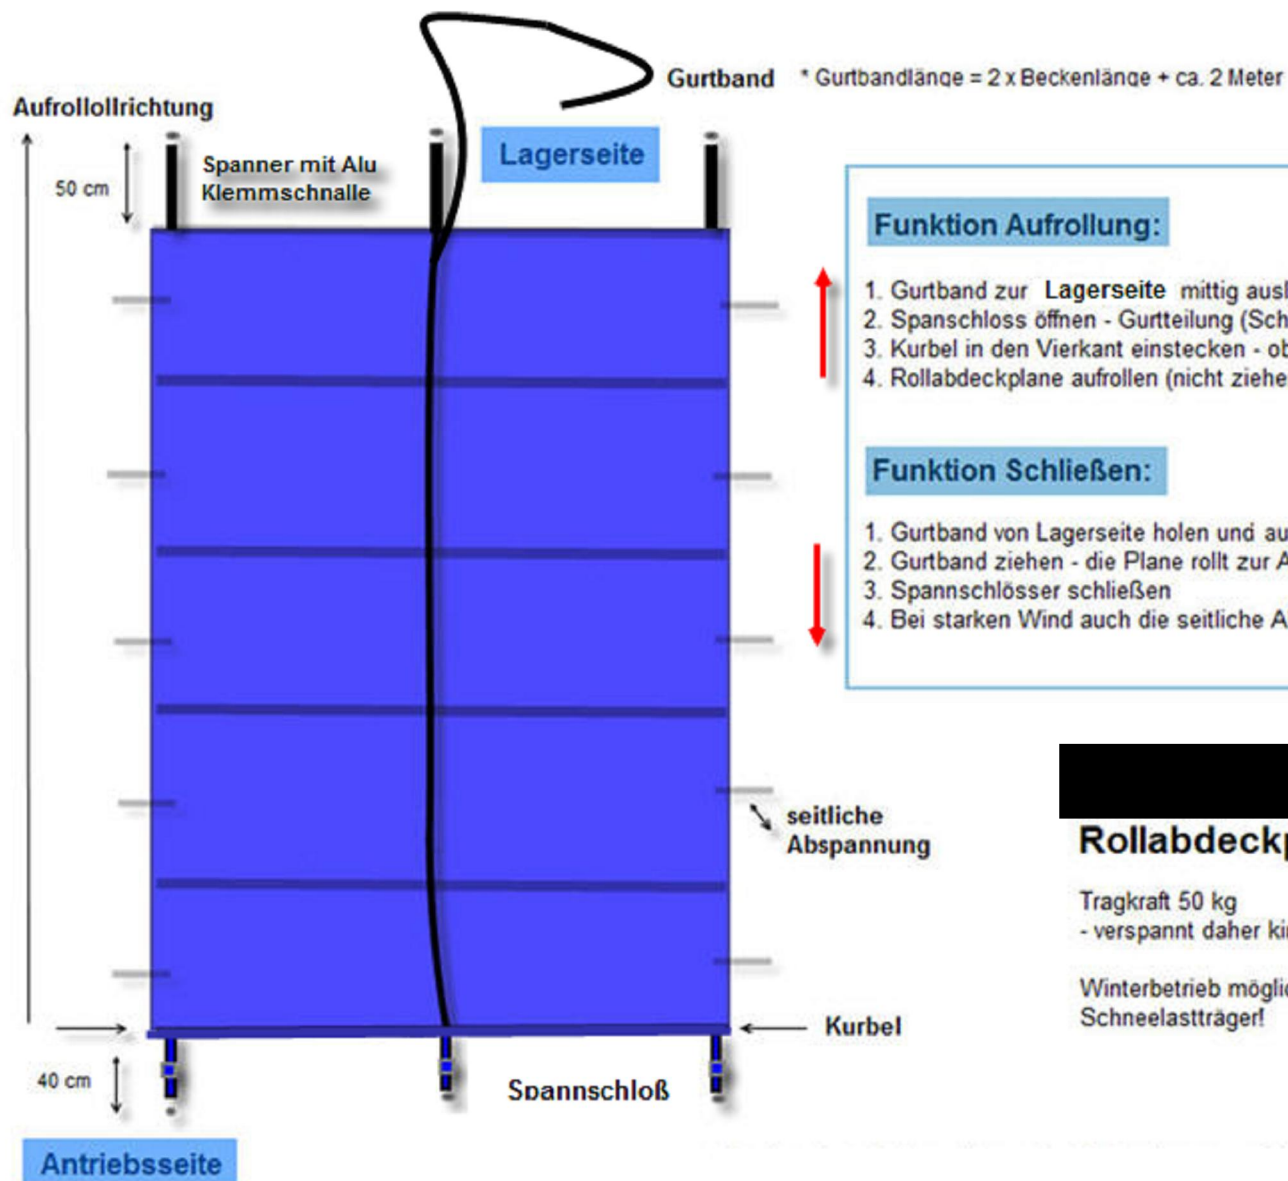 Gurtband * Gurtbandlänge = 2 x Beckenlänge + ca. 2 Meter
Aufrollollrichtung
50 cm
Spanner mit Alu
Klemmschnalle
Lagerseite
Funktion Aufrollung:
1. Gurtband zur Lagerseite mittig ausl
2. Spanschloss öffnen - Gurtteilung (Sch
3. Kurbel in den Vierkant einstecken - ob
4. Rollabdeckplane aufrollen (nicht ziehe
Funktion Schließen:
1. Gurtband von Lagerseite holen und au
2. Gurtband ziehen - die Plane rollt zur A
3. Spannschlösser schließen
4. Bei starken Wind auch die seitliche A
seitliche
Abspannung
Rollabdeckp
Tragkraft 50 kg
- verspannt daher kin
Winterbetrieb möglic
Schneelastträger!
Kurbel
40 cm
Spannschloß
Antriebsseite